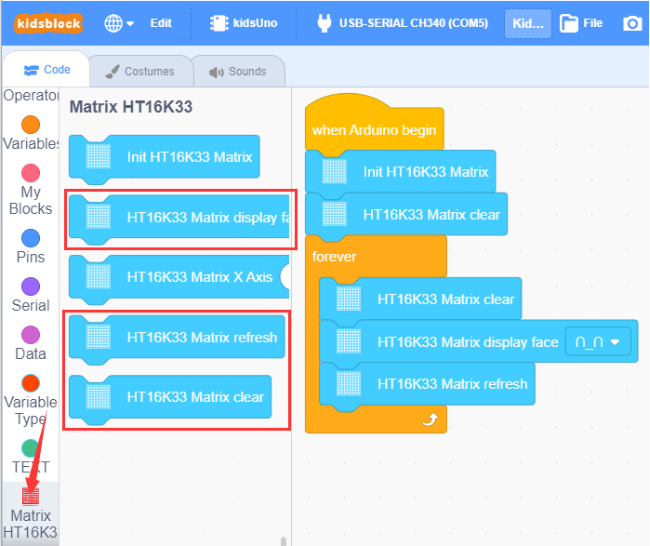 kidsblock Edit kidsUno USB-SERIAL CH340 (COM5) Kid... File
Code Costumes Sounds
Operator
Variables
My
Blocks
Pins
Serial
Data
Variable
Type
TEXT
Matrix
HT16K3
Matrix HT16K33
Init HT16K33 Matrix
HT16K33 Matrix display fa
HT16K33 Matrix X Axis
HT16K33 Matrix refresh
HT16K33 Matrix clear
when Arduino begin
Init HT16K33 Matrix
HT16K33 Matrix clear
forever
HT16K33 Matrix clear
HT16K33 Matrix display face ∩_∩
HT16K33 Matrix refresh